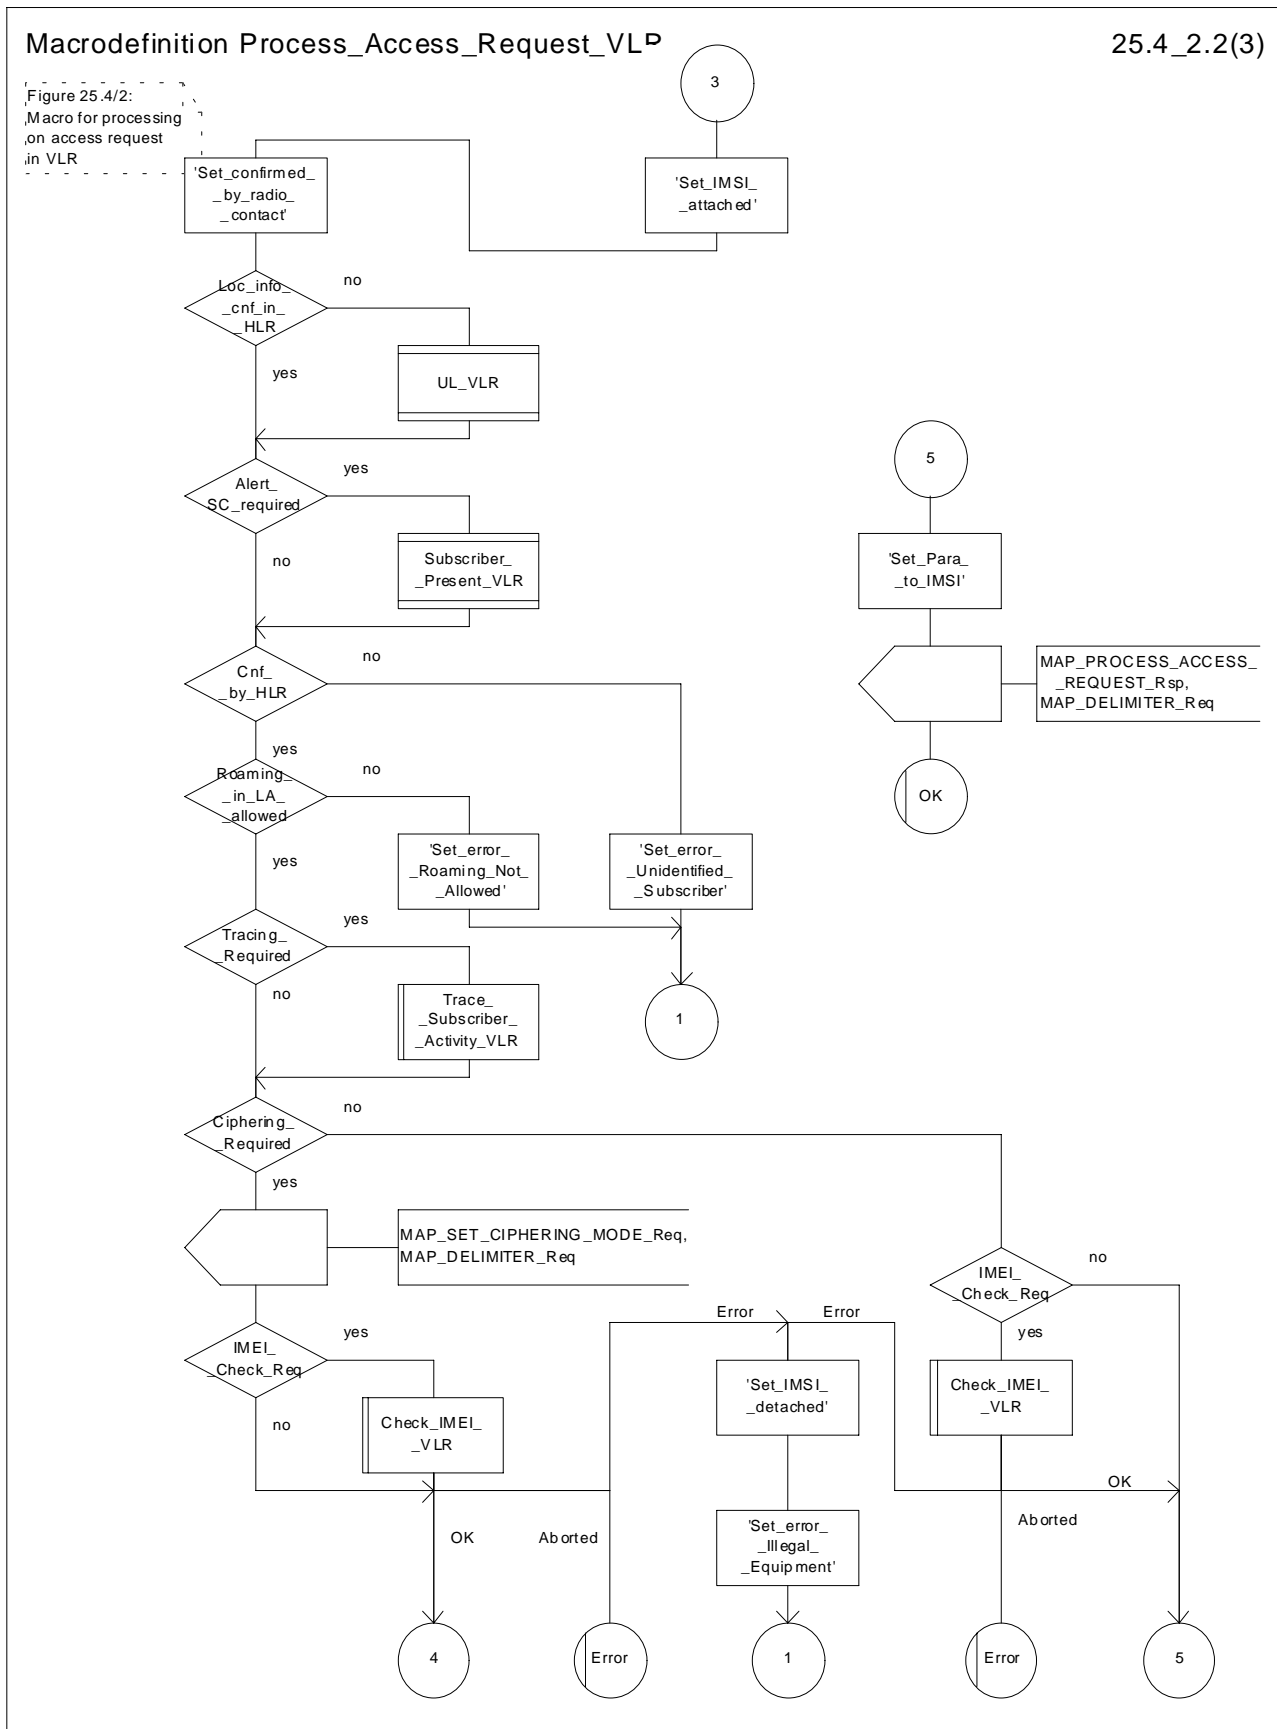 Macrodefinition Process_Access_Request_VLR
25.4_2.2(3)
Figure 25.4/2:
Macro for processing
on access request
in VLR
3
'Set_confirmed_
_by_radio_
_contact'
'Set_IMSI_
_attached'
Loc_info_
_cnf_in_
_HLR
no
yes
UL_VLR
Alert_
SC_required
yes
no
Subscriber_
_Present_VLR
5
'Set_Para_
_to_IMSI'
MAP_PROCESS_ACCESS_
_REQUEST_Rsp,
MAP_DELIMITER_Req
OK
Cnf_
_by_HLR
no
yes
Roaming_
_in_LA_
_allowed
no
yes
'Set_error_
_Roaming_Not_
_Allowed'
'Set_error_
_Unidentified_
_Subscriber'
Tracing_
_Required
yes
no
Trace_
_Subscriber_
_Activity_VLR
1
Ciphering_
_Required
no
yes
MAP_SET_CIPHERING_MODE_Req,
MAP_DELIMITER_Req
IMEI_
_Check_Req
no
yes
IMEI_
_Check_Req
yes
no
Error
Error
Check_IMEI_
_VLR
'Set_IMSI_
_detached'
Check_IMEI_
_VLR
OK
OK
Aborted
'Set_error_
_Illegal_
_Equipment'
Aborted
4
Error
1
Error
5